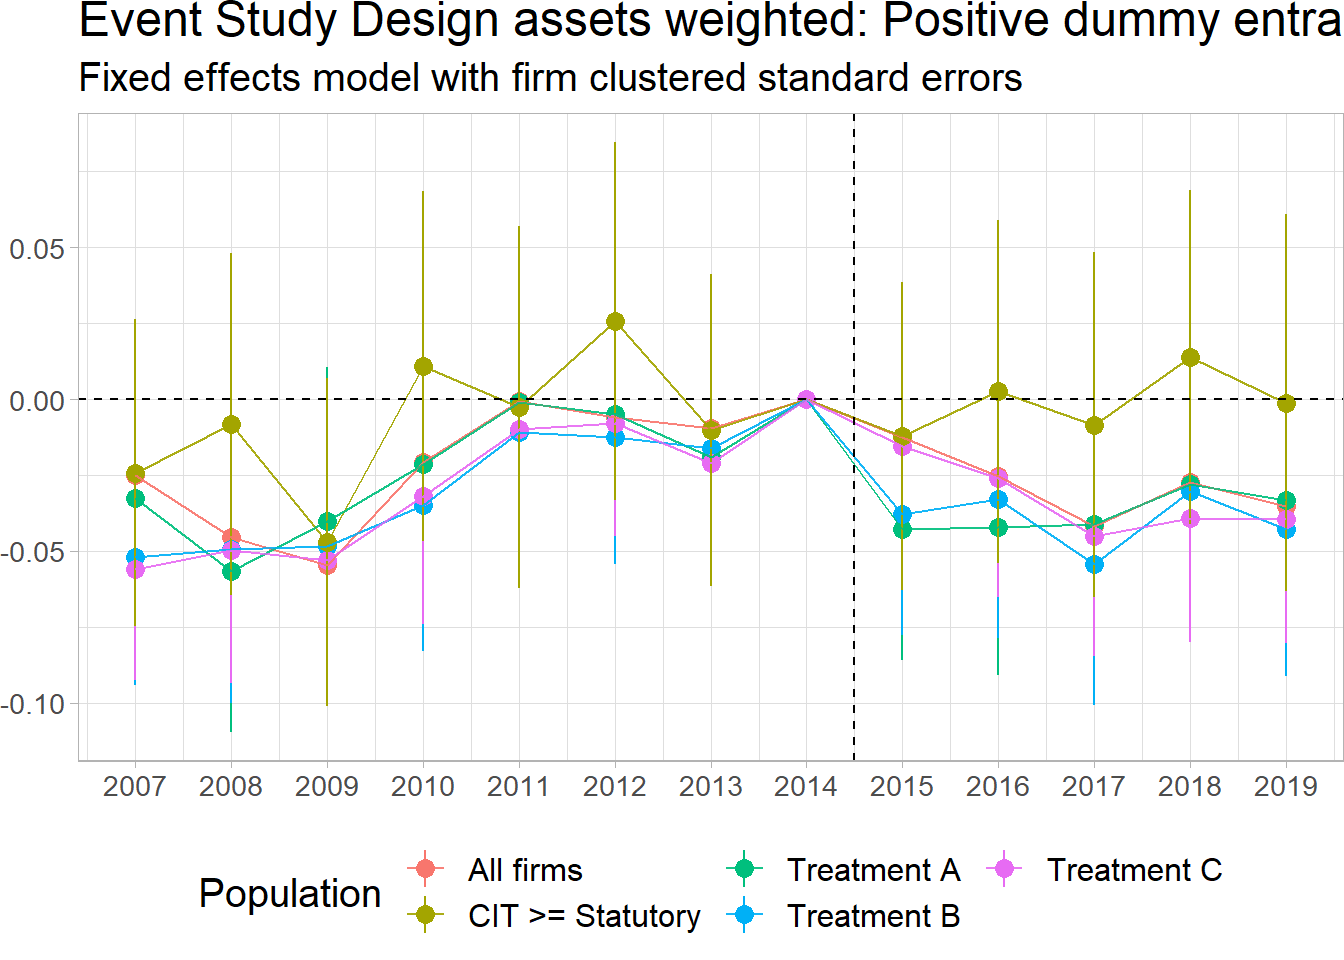 Event Study Design assets weighted: Positive dummy entra
Fixed effects model with firm clustered standard errors
0.05
0.00
-0.05
-0.10
2007 2008 2009 2010 2011 2012 2013 2014 2015 2016 2017 2018 2019
Population
All firms
Treatment A
Treatment C
CIT >= Statutory
Treatment B